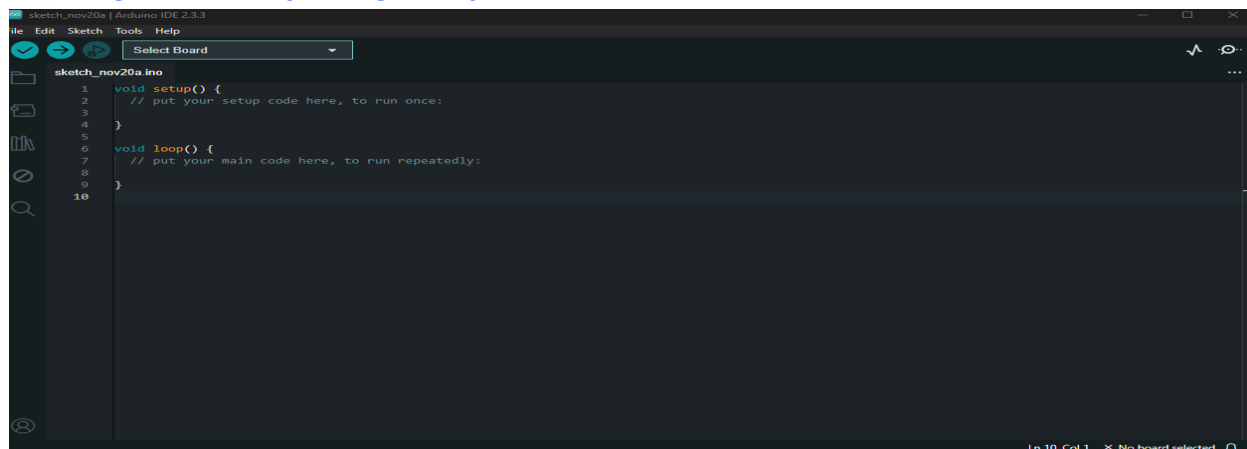 sketch_nov20a | Arduino IDE 2.3.3
File Edit Sketch Tools Help
Select Board
sketch_nov20a.ino
1 void setup() {
2 // put your setup code here, to run once:
3
4 }
5
6 void loop() {
7 // put your main code here, to run repeatedly:
8
9 }
10
Ln 10, Col 1 × No board selected